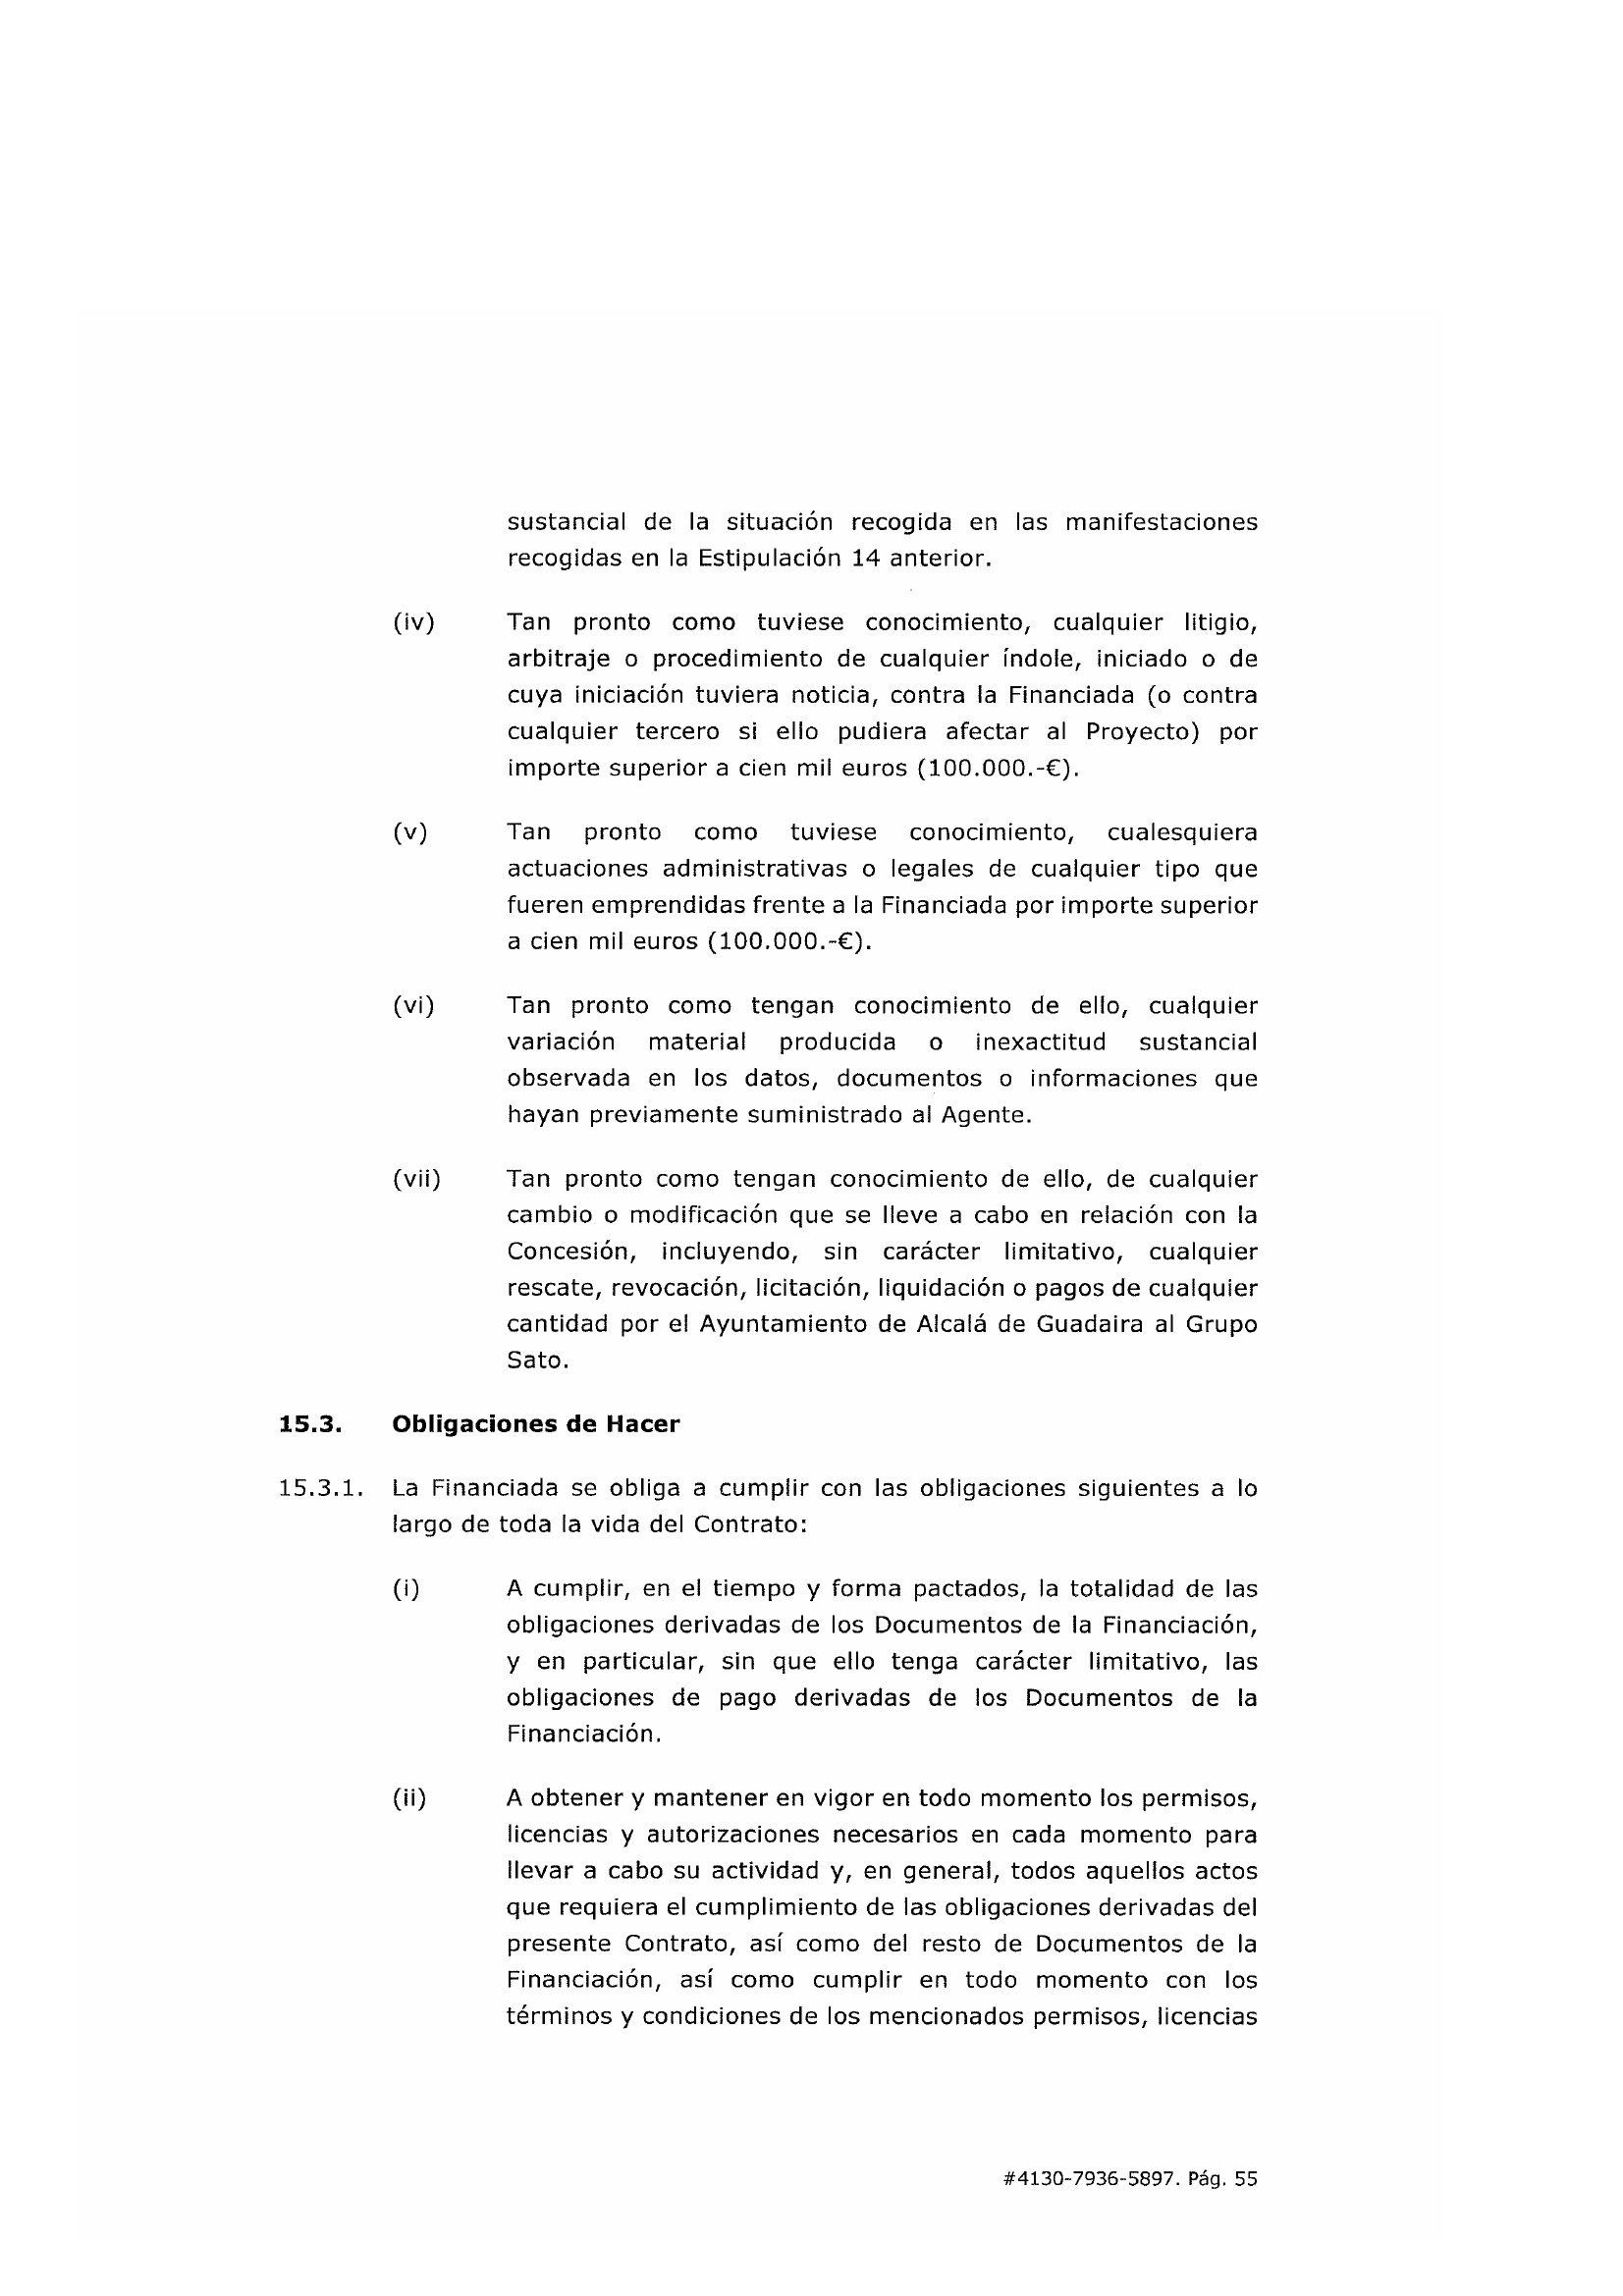 sustancial de la situación recogida en las manifestaciones
recogidas en la Estipulación 14 anterior.
(iv) Tan pronto como tuviese conocimiento, cualquier litigio,
arbitraje o procedimiento de cualquier índole, iniciado o de
cuya iniciación tuviera noticia, contra la Financiada (o contra
cualquier tercero si ello pudiera afectar al Proyecto) por
importe superior a cien mil euros (100.000.-€).
(v) Tan pronto como tuviese conocimiento, cualesquiera
actuaciones administrativas o legales de cualquier tipo que
fueren emprendidas frente a la Financiada por importe superior
a cien mil euros (100.000.-€).
(vi) Tan pronto como tengan conocimiento de ello, cualquier
variación material producida o inexactitud sustancial
observada en los datos, documentos o informaciones que
hayan previamente suministrado al Agente.
(vii) Tan pronto como tengan conocimiento de ello, de cualquier
cambio o modificación que se lleve a cabo en relación con la
Concesión, incluyendo, sin carácter limitativo, cualquier
rescate, revocación, licitación, liquidación o pagos de cualquier
cantidad por el Ayuntamiento de Alcalá de Guadaira al Grupo
Sato.
15.3. Obligaciones de Hacer
15.3.1. La Financiada se obliga a cumplir con las obligaciones siguientes a lo
largo de toda la vida del Contrato:
(i) A cumplir, en el tiempo y forma pactados, la totalidad de las
obligaciones derivadas de los Documentos de la Financiación,
y en particular, sin que ello tenga carácter limitativo, las
obligaciones de pago derivadas de los Documentos de la
Financiación.
(ii) A obtener y mantener en vigor en todo momento los permisos,
licencias y autorizaciones necesarios en cada momento para
llevar a cabo su actividad y, en general, todos aquellos actos
que requiera el cumplimiento de las obligaciones derivadas del
presente Contrato, así como del resto de Documentos de la
Financiación, así como cumplir en todo momento con los
términos y condiciones de los mencionados permisos, licencias
#4130-7936-5897. Pág. 55